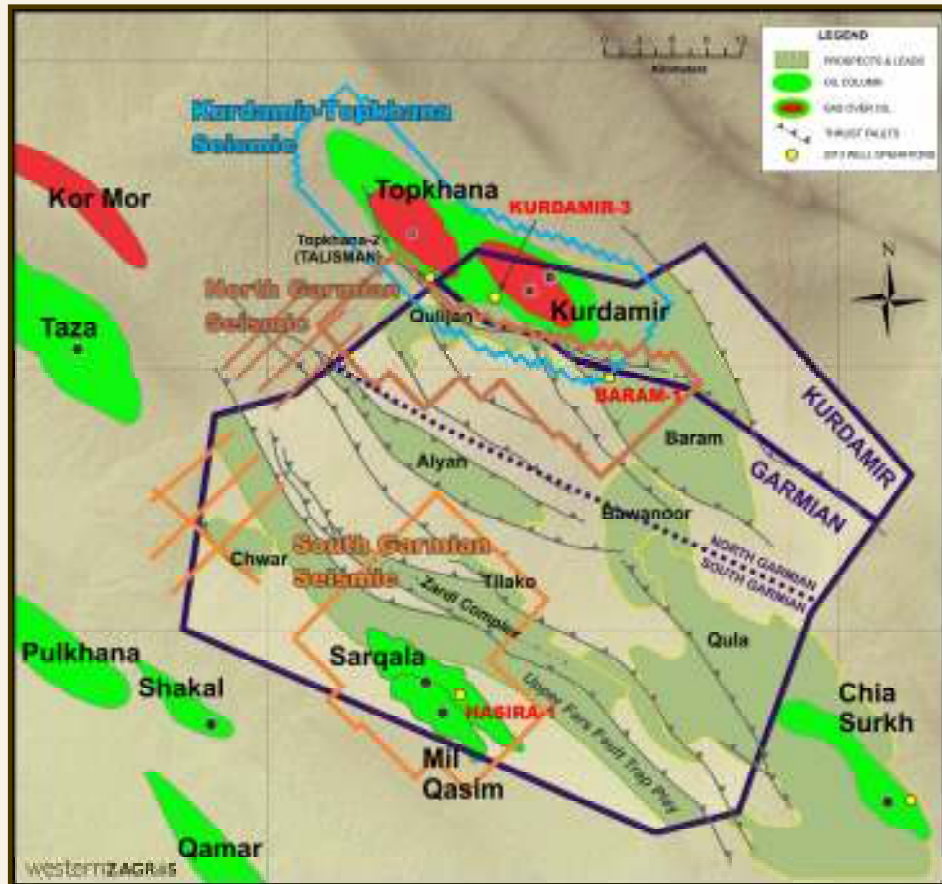 LEGEND
PROSPECTS & LEADS
OIL COLUMN
GAS OVER OIL
THRUST FAULTS
Kilometers
Kurdamir-Topkhana
Seismic
Kor Mor
Topkhana
KURDAMIR-3
Topkhana-2
(TALISMAN)
N
North Garmian
Seismic
Qulijan
Kurdamir
Taza
BARAM-1
KURDAMIR
Baram
GARMIAN
Alyan
Bawanoor
NORTH GARMIAN
SOUTH GARMIAN
Chwar
South Garmian
Seismic
Tilako
Zardi Complex
Qula
Pulkhana
Sarqala
Shakal
Upper Fars Fault Trap Play
HASIRA-1
Chia
Surkh
Mil
Qasim
Qamar
westernZAGROS